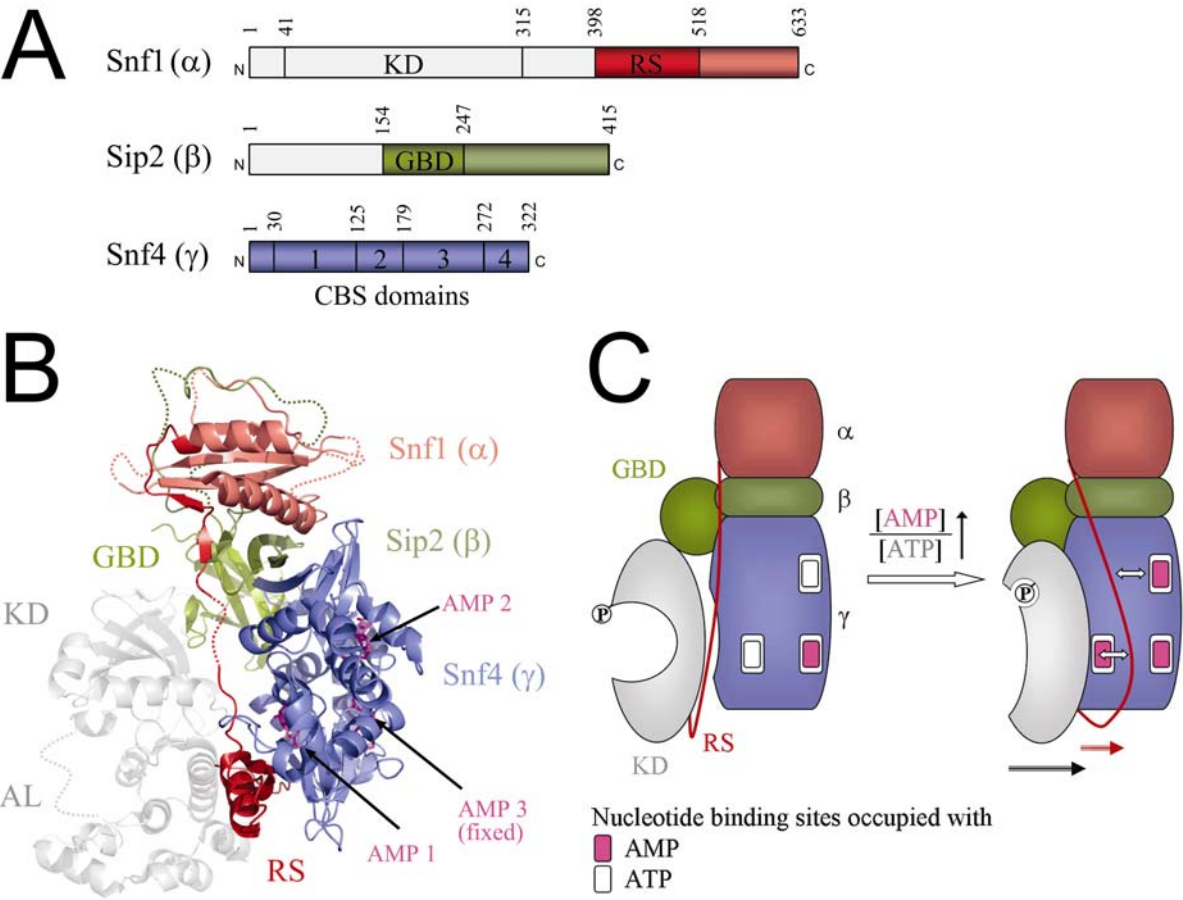 A
1 41 315 398 518 633
Snf1 (α) N KD RS C
1 154 247 415
Sip2 (β) N GBD C
1 30 125 179 272 322
Snf4 (γ) N 1 2 3 4 C
CBS domains
B
Snf1 (α)
GBD
Sip2 (β)
KD
AMP 2
Snf4 (γ)
AL
AMP 3
(fixed)
AMP 1
RS
C
α
GBD
β
[AMP]
[ATP]
P
P
γ
RS
KD
Nucleotide binding sites occupied with
AMP
ATP